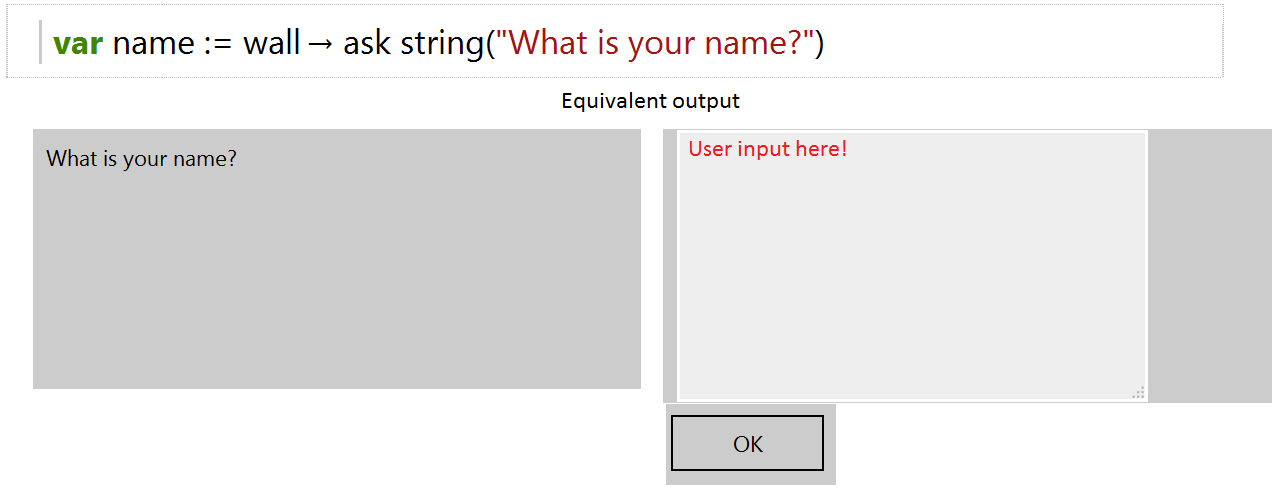 var name := wall → ask string("What is your name?")
Equivalent output
What is your name?
User input here!
OK